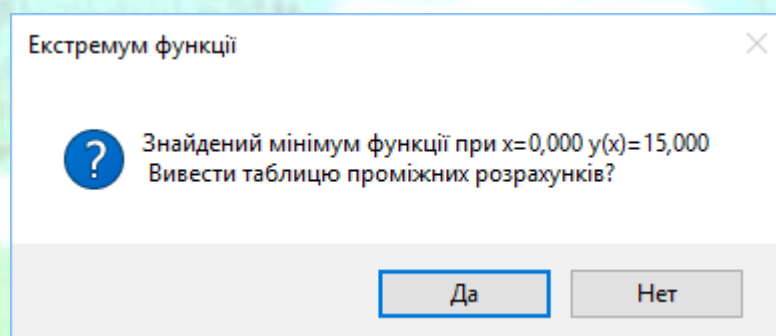 Екстремум функції
Знайдений мінімум функції при x=0,000 y(x)=15,000
Вивести таблицю проміжних розрахунків?
Да
Нет